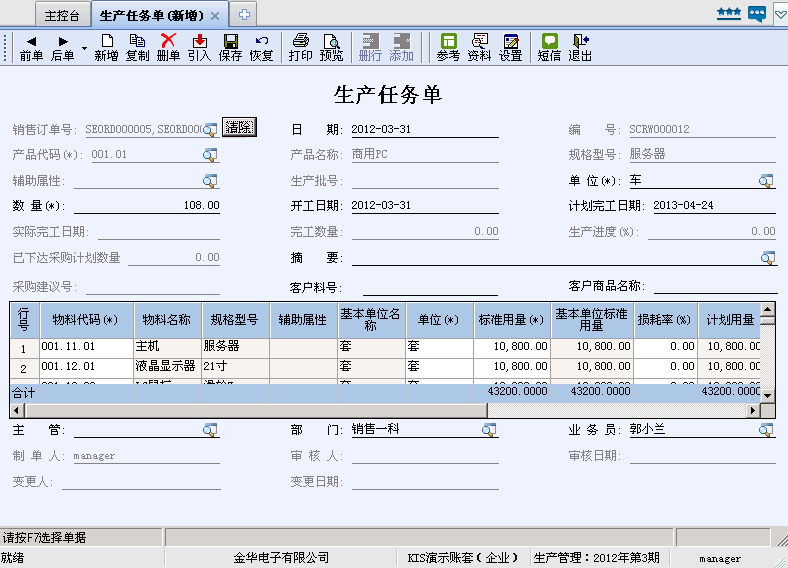 主控台 生产任务单(新增)
前单 后单 新增 复制 删单 引入 保存 恢复 打印 预览 删行 添加 参考 资料 设置 短信 退出
生产任务单
销售订单号: SEORD000005,SEORD00 清除 日 期: 2012-03-31 编 号: SCRW000012
产品代码(*): 001.01 产品名称: 商用PC 规格型号: 服务器
辅助属性: 生产批号: 单 位(*): 车
数 量(*): 108.00 开工日期: 2012-03-31 计划完工日期: 2013-04-24
实际完工日期: 完工数量: 0.00 生产进度(%): 0.00
已下达采购计划数量 0.00 摘 要:
采购建议号: 客户料号: 客户商品名称:
行号 物料代码(*) 物料名称 规格型号 辅助属性 基本单位名称 单位(*) 标准用量(*) 基本单位标准用量 损耗率(%) 计划用量
1 001.11.01 主机 服务器 套 套 10,800.00 10,800.00 0.00 10,800.00
2 001.12.01 液晶显示器 21寸 套 套 10,800.00 10,800.00 0.00 10,800.00
合计 43200.0000 43200.0000 43200.0000
主 管: 部 门: 销售一科 业 务 员: 郭小兰
制 单 人: manager 审 核 人: 审核日期:
变更人: 变更日期:
请按F7选择单据
就绪 金华电子有限公司 KIS演示账套(企业) 生产管理: 2012年第3期 manager